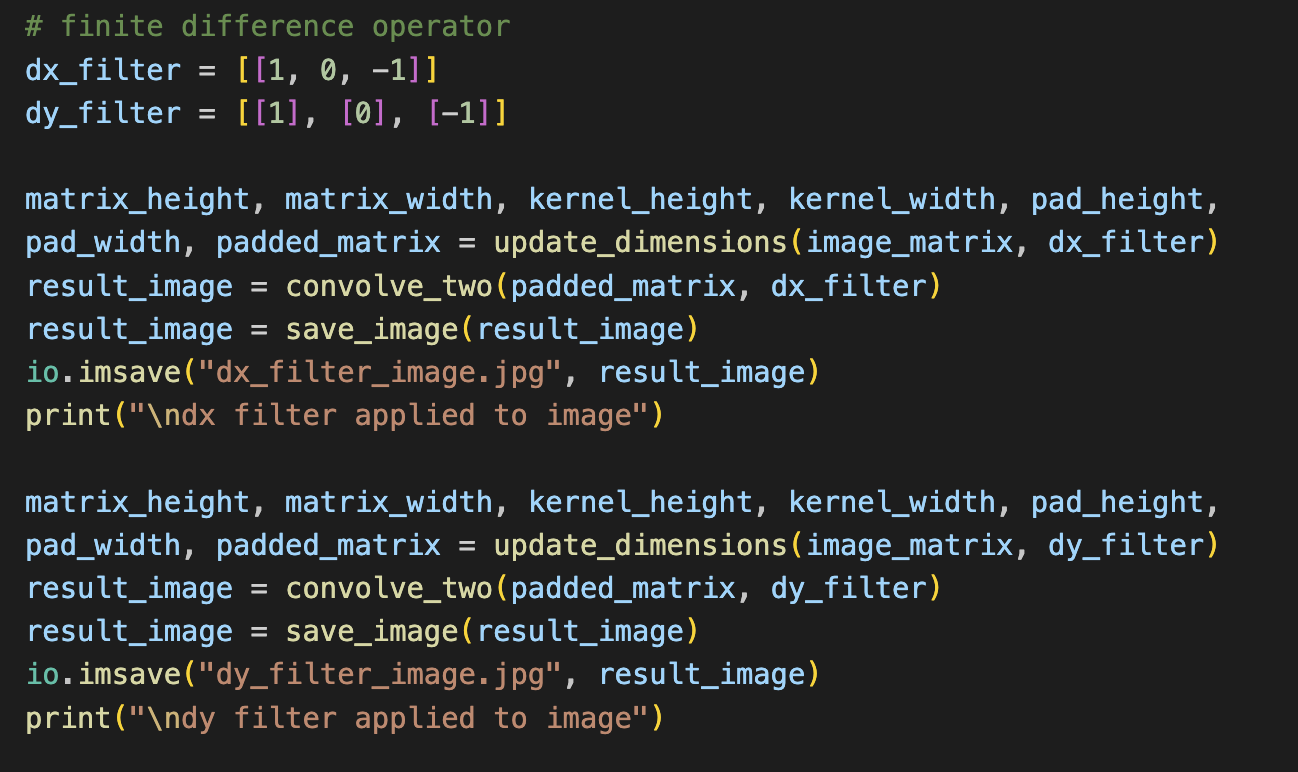 # finite difference operator
dx_filter = [[1, 0, -1]]
dy_filter = [[1], [0], [-1]]
matrix_height, matrix_width, kernel_height, kernel_width, pad_height,
pad_width, padded_matrix = update_dimensions(image_matrix, dx_filter)
result_image = convolve_two(padded_matrix, dx_filter)
result_image = save_image(result_image)
io.imsave("dx_filter_image.jpg", result_image)
print("\ndx filter applied to image")
matrix_height, matrix_width, kernel_height, kernel_width, pad_height,
pad_width, padded_matrix = update_dimensions(image_matrix, dy_filter)
result_image = convolve_two(padded_matrix, dy_filter)
result_image = save_image(result_image)
io.imsave("dy_filter_image.jpg", result_image)
print("\ndy filter applied to image")